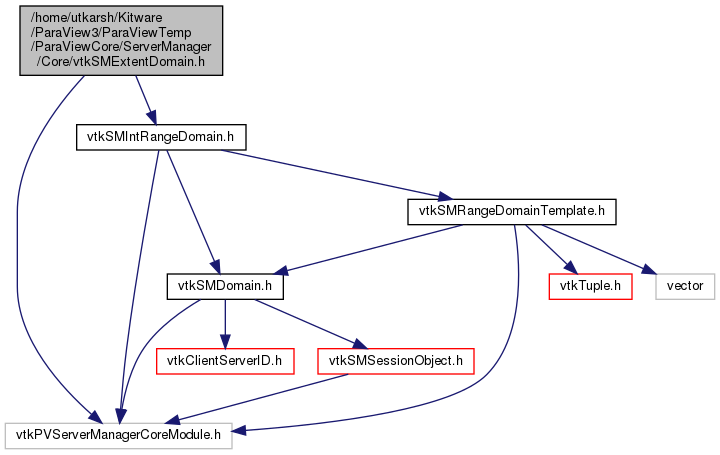 /home/utkarsh/Kitware
/ParaView3/ParaViewTemp
/ParaViewCore/ServerManager
/Core/vtkSMExtentDomain.h
vtkSMIntRangeDomain.h
vtkSMRangeDomainTemplate.h
vtkSMDomain.h
vtkTuple.h
vector
vtkClientServerID.h
vtkSMSessionObject.h
vtkPVServerManagerCoreModule.h